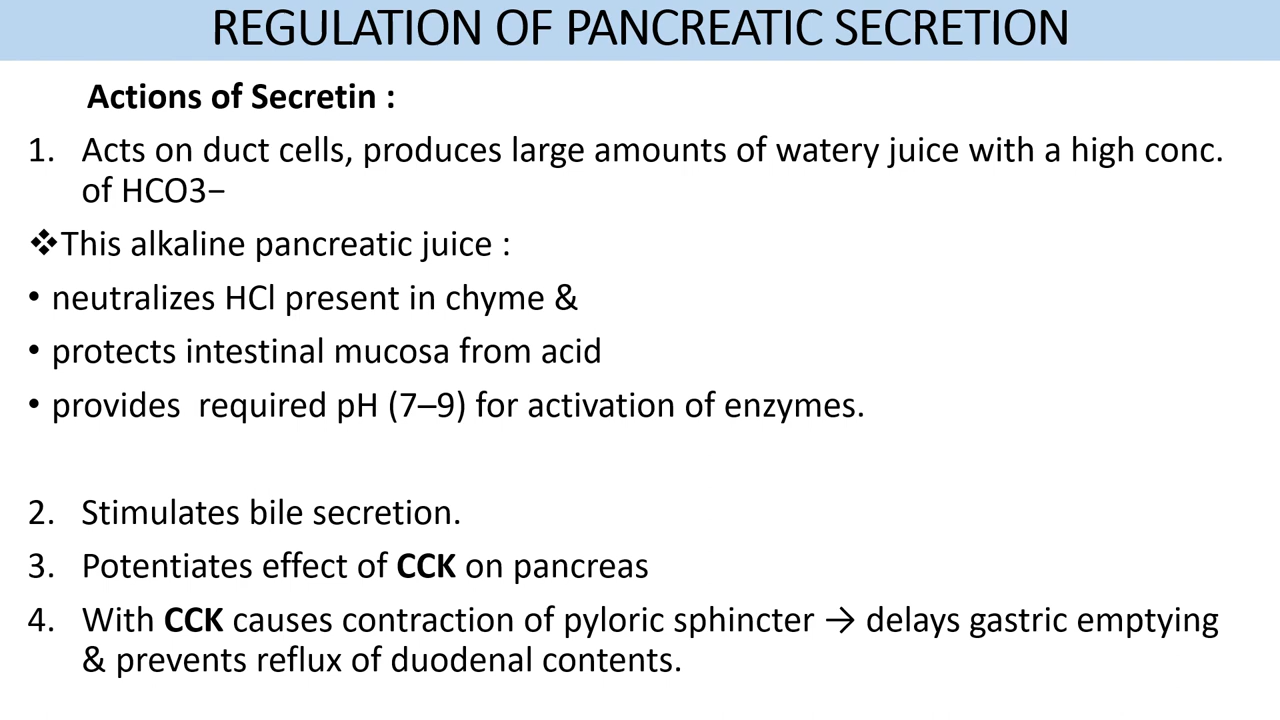 REGULATION OF PANCREATIC SECRETION
Actions of Secretin :
1. Acts on duct cells, produces large amounts of watery juice with a high conc.
of HCO3−
❖This alkaline pancreatic juice :
• neutralizes HCl present in chyme &
• protects intestinal mucosa from acid
• provides  required pH (7–9) for activation of enzymes.
2. Stimulates bile secretion.
3. Potentiates effect of CCK on pancreas
4. With CCK causes contraction of pyloric sphincter → delays gastric emptying
& prevents reflux of duodenal contents.